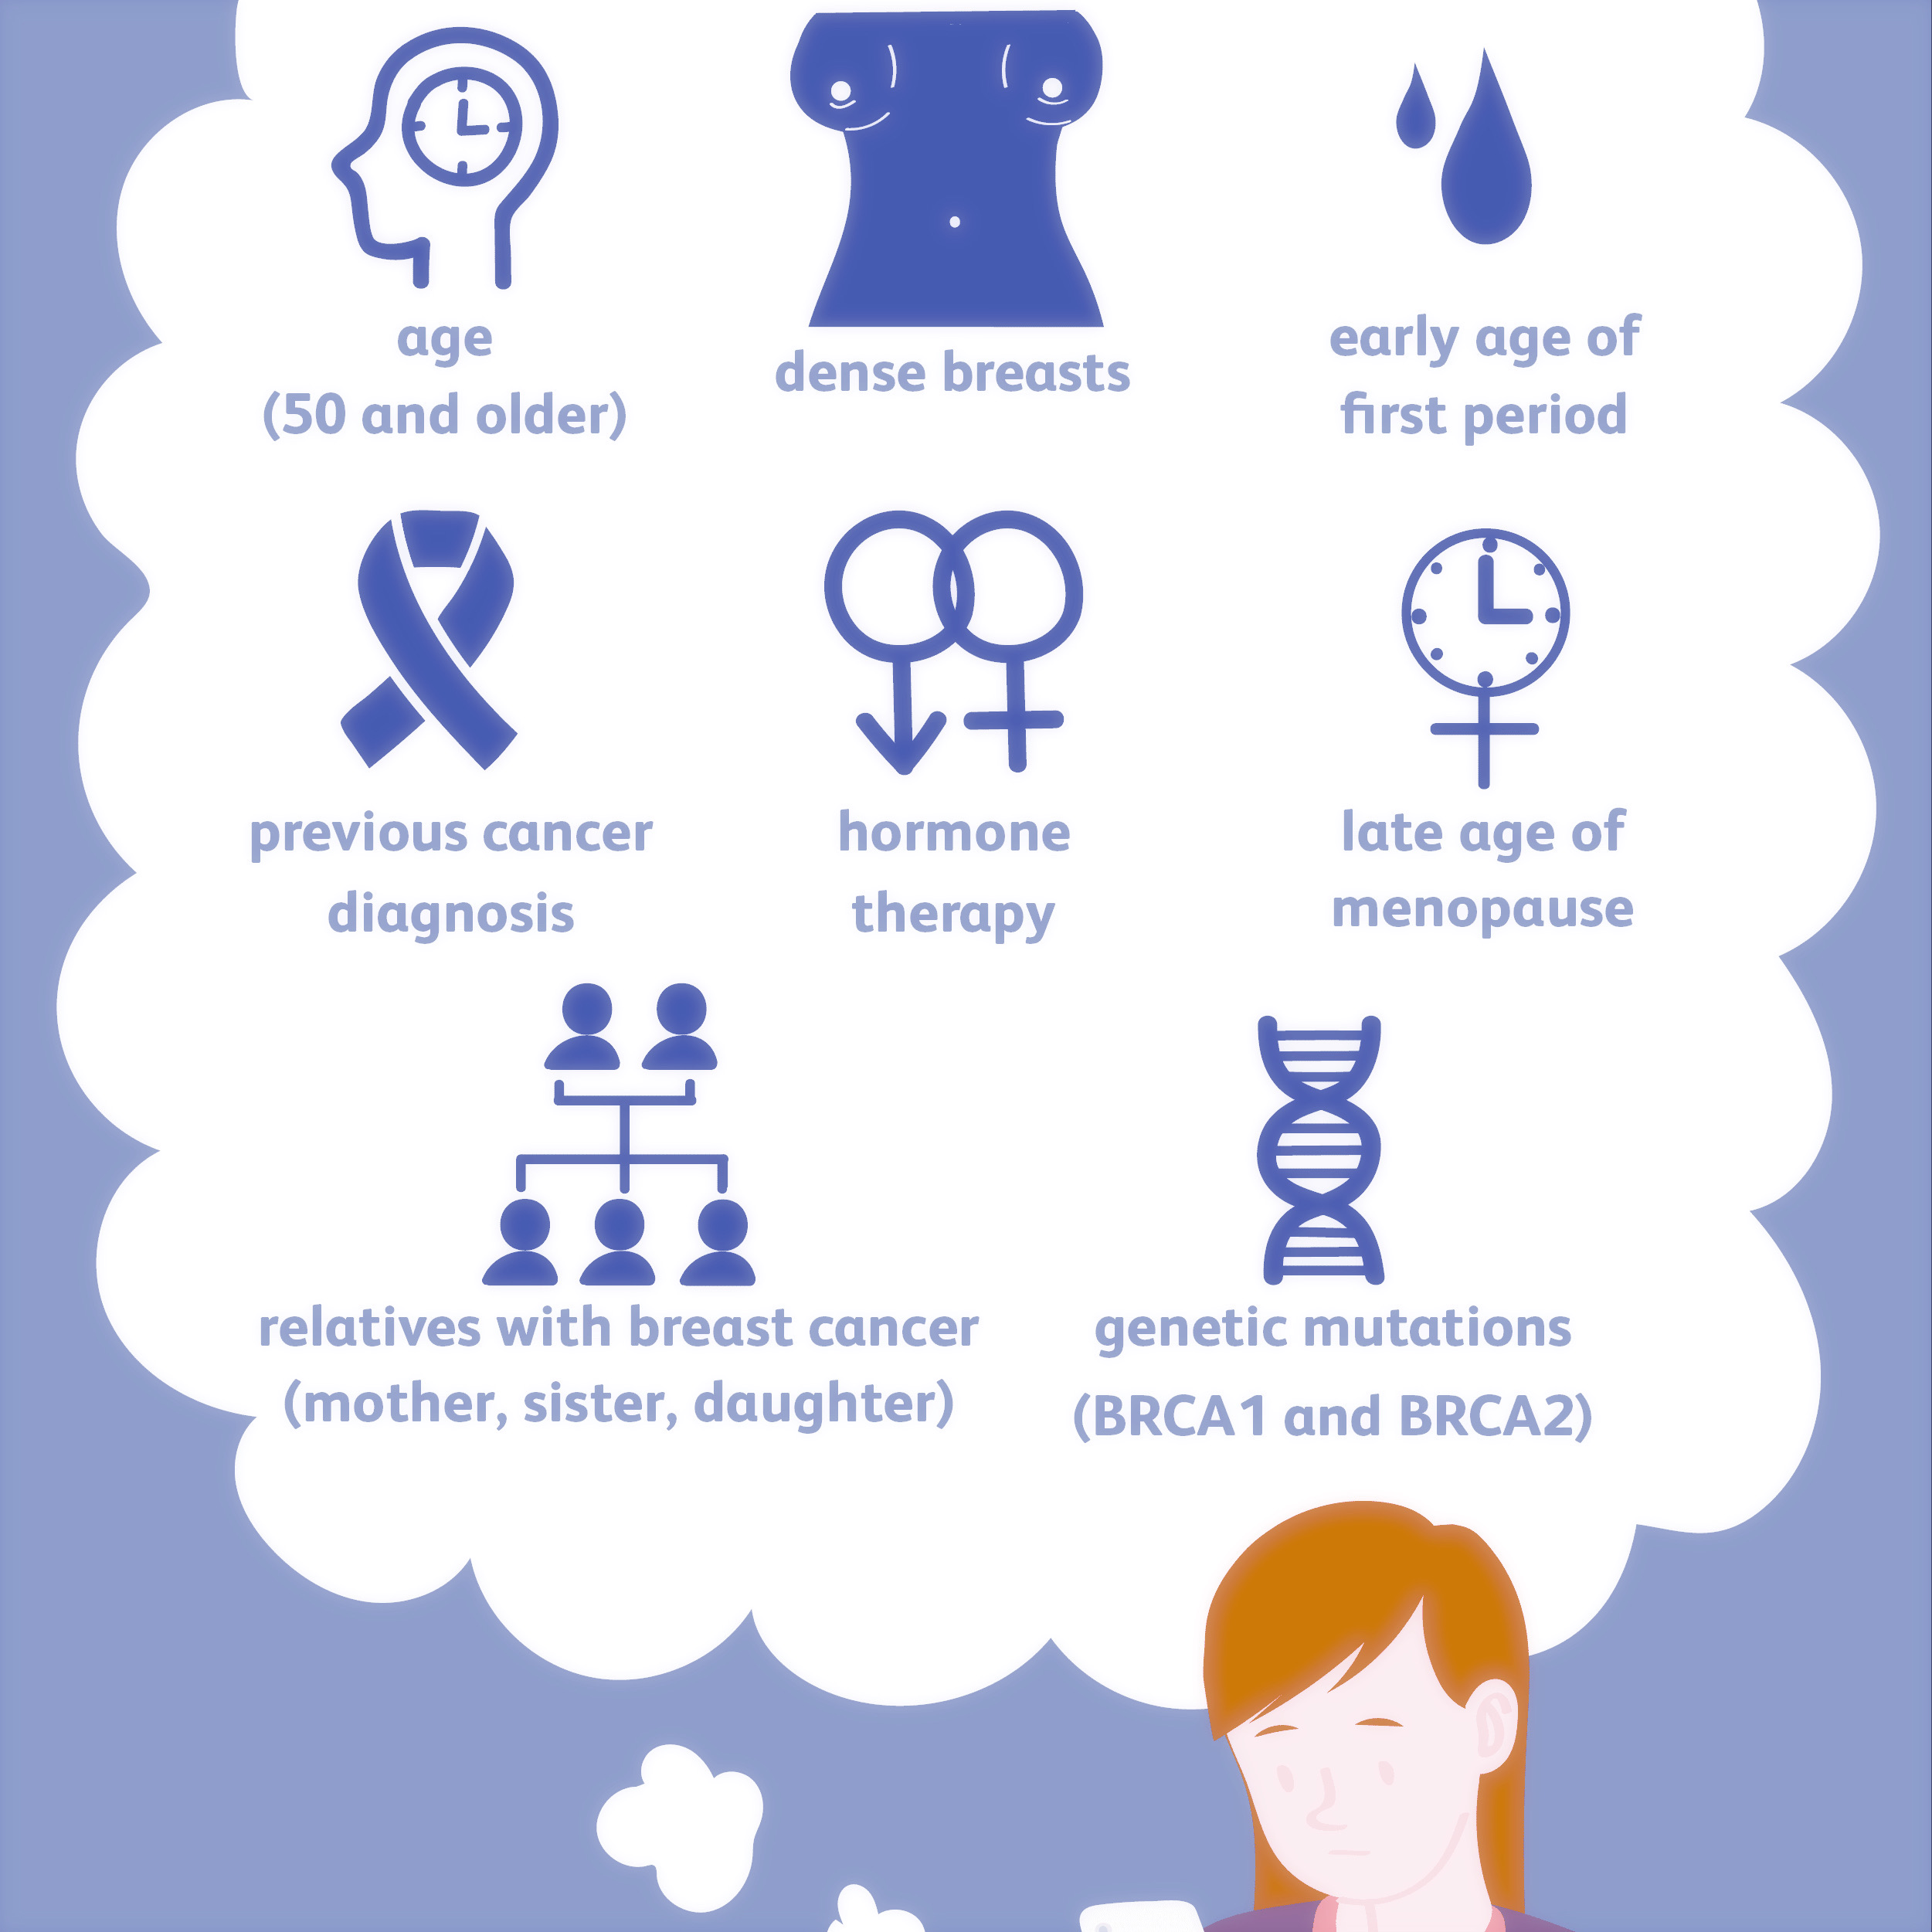 age
(50 and older)
dense breasts
early age of
first period
previous cancer
diagnosis
hormone
therapy
late age of
menopause
relatives with breast cancer
(mother, sister, daughter)
genetic mutations
(BRCA1 and BRCA2)